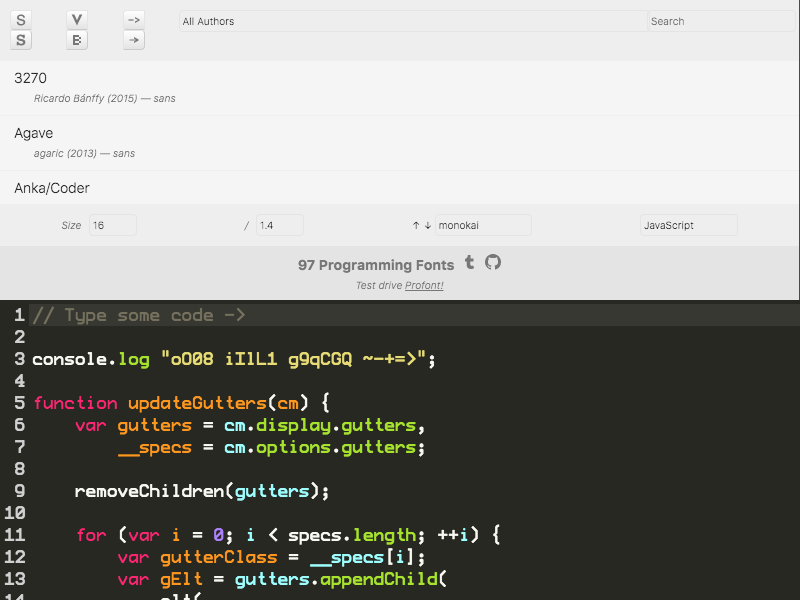 S V -> All Authors Search
S B →
3270
Ricardo Bánffy (2015) — sans
Agave
agaric (2013) — sans
Anka/Coder
Size 16 / 1.4 ↑ ↓ monokai JavaScript
97 Programming Fonts
Test drive Profont!
1 // Type some code ->
2
3 console.log "oO08 iIlL1 g9qCGQ ~-+=>";
4
5 function updateGutters(cm) {
6 var gutters = cm.display.gutters,
7 __specs = cm.options.gutters;
8
9 removeChildren(gutters);
10
11 for (var i = 0; i < specs.length; ++i) {
12 var gutterClass = __specs[i];
13 var gElt = gutters.appendChild(